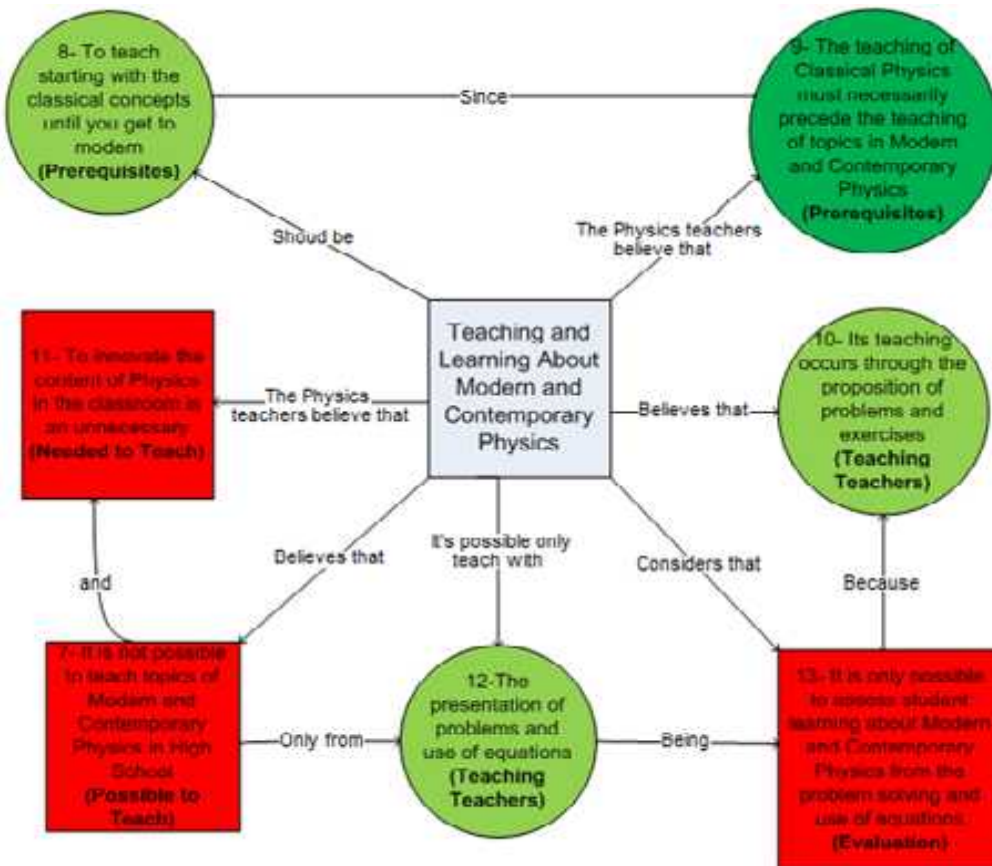 8- To teach
starting with the
classical concepts
until you get to
modern
(Prerequisites)
Since
9- The teaching of
Classical Physics
must necessarily
precede the teaching
of topics in Modern
and Contemporary
Physics
(Prerequisites)
Shoud be
The Physics teachers
believe that
11- To innovate the
content of Physics
in the classroom is
an unnecessary
(Needed to Teach)
The Physics
teachers believe that
Teaching and
Learning About
Modern and
Contemporary
Physics
Believes that
10- Its teaching
occurs through the
proposition of
problems and
exercises
(Teaching
Teachers)
and
Believes that
It's possible only
teach with
Considers that
Because
7- It is not possible
to teach topics of
Modern and
Contemporary
Physics in High
School
(Possible to
Teach)
Only from
12-The
presentation of
problems and
use of equations
(Teaching
Teachers)
Being
13- It is only possible
to assess student
learning about Modern
and Contemporary
Physics from the
problem solving and
use of equations.
(Evaluation)